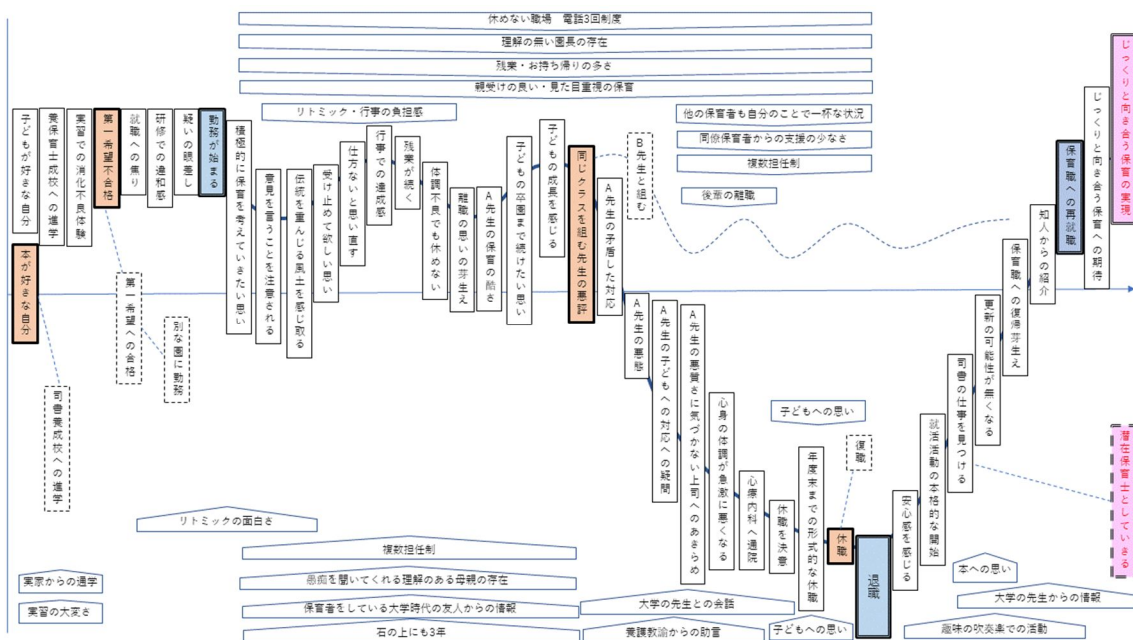 休めない職場　電話3回制度
理解の無い園長の存在
残業・お持ち帰りの多さ
親受けの良い・見た目重視の保育
リトミック・行事の負担感
他の保育者も自分のことで一杯な状況
同僚保育者からの支援の少なさ
複数担任制
後輩の離職
子どもが好きな自分
本が好きな自分
養保育士成校への進学
司書養成校への進学
実習での消化不良体験
第一希望不合格
第一希望への合格
就職への焦り
研修での違和感
別な園に勤務
疑いの眼差し
勤務が始まる
積極的に保育を考えていきたい思い
意見を言うことを注意される
伝統を重んじる風土を感じ取る
受け止めて欲しい思い
仕方ないと思い直す
行事での達成感
残業が続く
体調不良でも休めない
離職の思いの芽生え
A先生の保育の酷さ
子どもの卒園まで続けたい思い
子どもの成長を感じる
同じクラスを組む先生の悪評
A先生の矛盾した対応
B先生と組む
A先生の悪態
A先生の子どもへの対応への疑問
A先生の悪質さに気づかない上司へのあきらめ
心身の体調が急激に悪くなる
心療内科へ通院
休職を決意
年度末までの形式的な休職
子どもへの思い
休職
復職
退職
安心感を感じる
就活活動の本格的な開始
司書の仕事を見つける
更新の可能性が無くなる
保育職への復帰芽生え
知人からの紹介
保育職への再就職
じっくりと向き合う保育への期待
じっくりと向き合う保育の実現
潜在保育士としていきる
リトミックの面白さ
複数担任制
実家からの通学
愚痴を聞いてくれる理解のある母親の存在
実習の大変さ
保育者をしている大学時代の友人からの情報
石の上にも3年
大学の先生との会話
養護教諭からの助言
子どもへの思い
本への思い
大学の先生からの情報
趣味の吹奏楽での活動